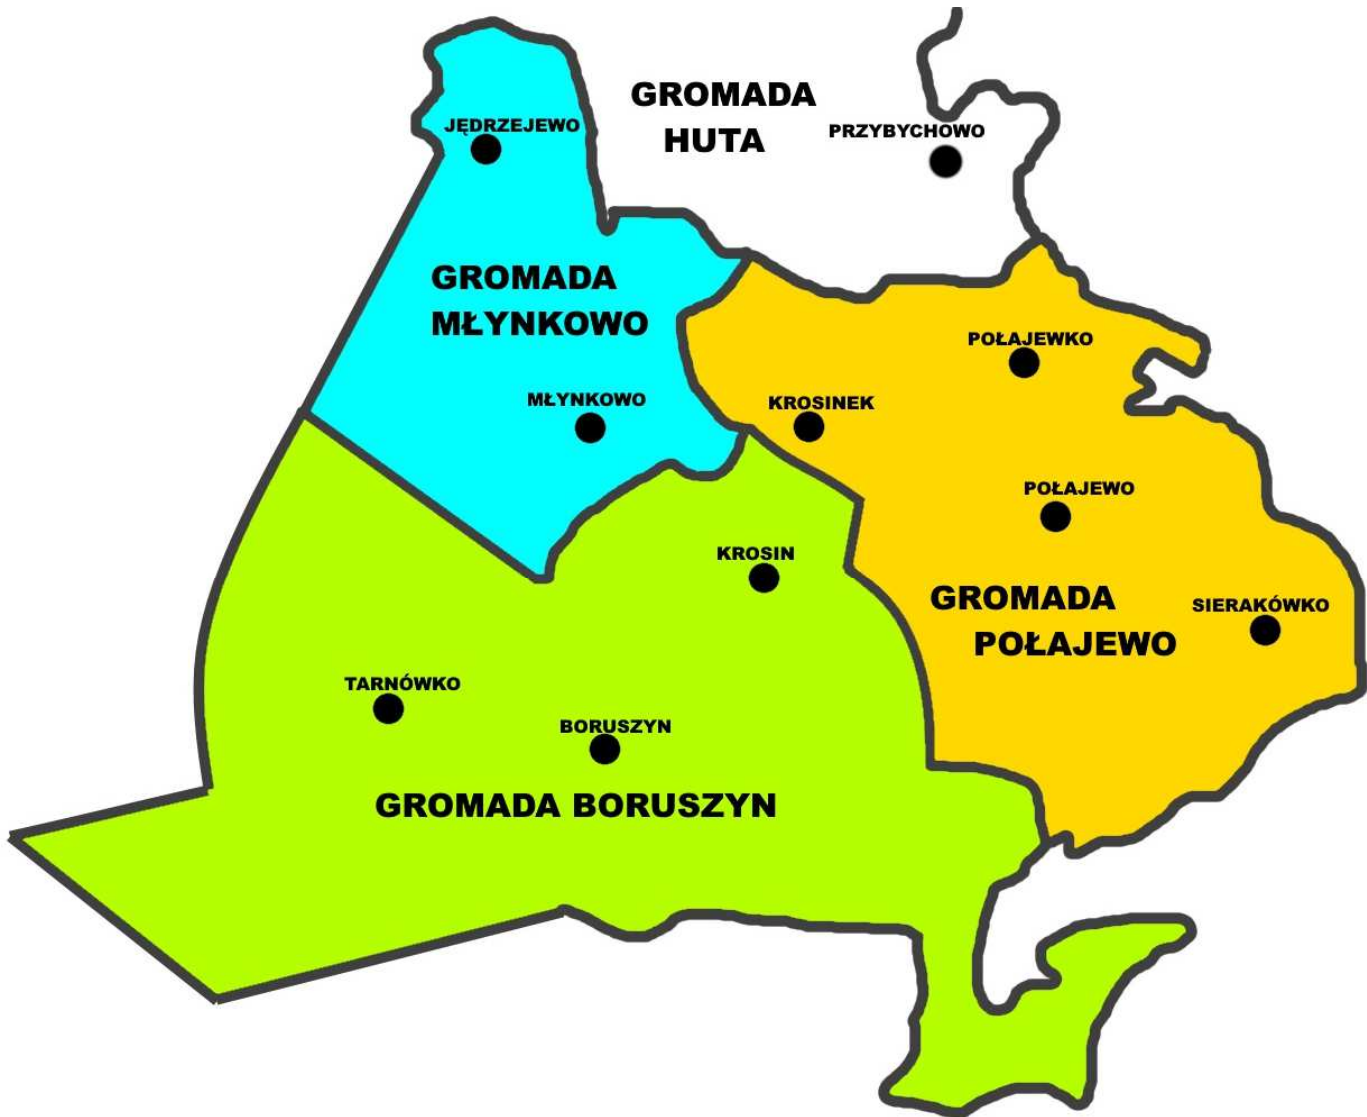 GROMADA
HUTA
JĘDRZEJEWO
PRZYBYCHOWO
GROMADA
MŁYNKOWO
MŁYNKOWO
POŁAJEWKO
KROSINEK
POŁAJEWO
KROSIN
GROMADA
POŁAJEWO
SIERAKÓWKO
TARNÓWKO
BORUSZYN
GROMADA BORUSZYN